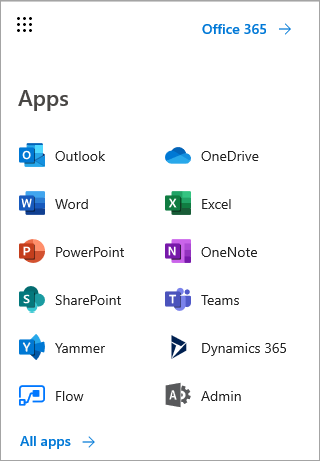 Office 365
Apps
Outlook OneDrive
Word Excel
PowerPoint OneNote
SharePoint Teams
Yammer Dynamics 365
Flow Admin
All apps